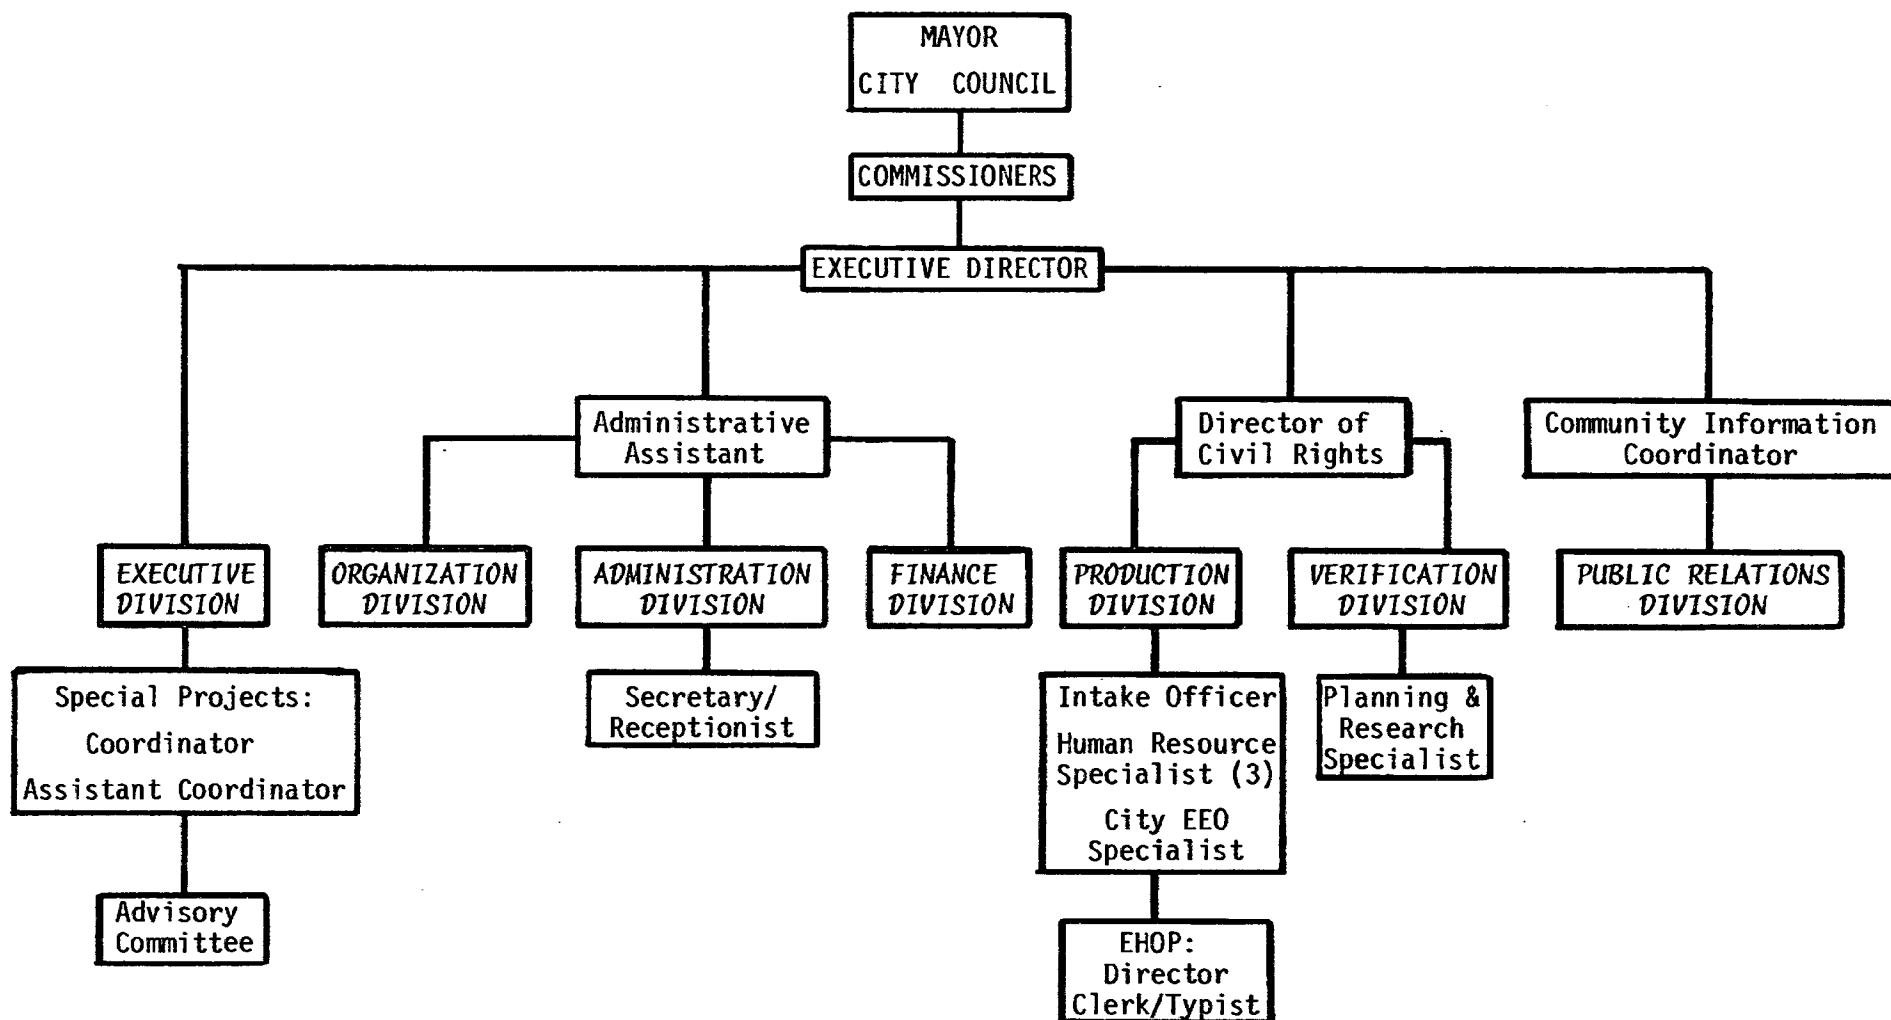 MAYOR
CITY COUNCIL
COMMISSIONERS
EXECUTIVE DIRECTOR
Administrative
Assistant
Director of
Civil Rights
Community Information
Coordinator
EXECUTIVE
DIVISION
ORGANIZATION
DIVISION
ADMINISTRATION
DIVISION
FINANCE
DIVISION
PRODUCTION
DIVISION
VERIFICATION
DIVISION
PUBLIC RELATIONS
DIVISION
Special Projects:
Coordinator
Assistant Coordinator
Secretary/
Receptionist
Intake Officer
Human Resource
Specialist (3)
City EEO
Specialist
Planning &
Research
Specialist
Advisory
Committee
EHOP:
Director
Clerk/Typist